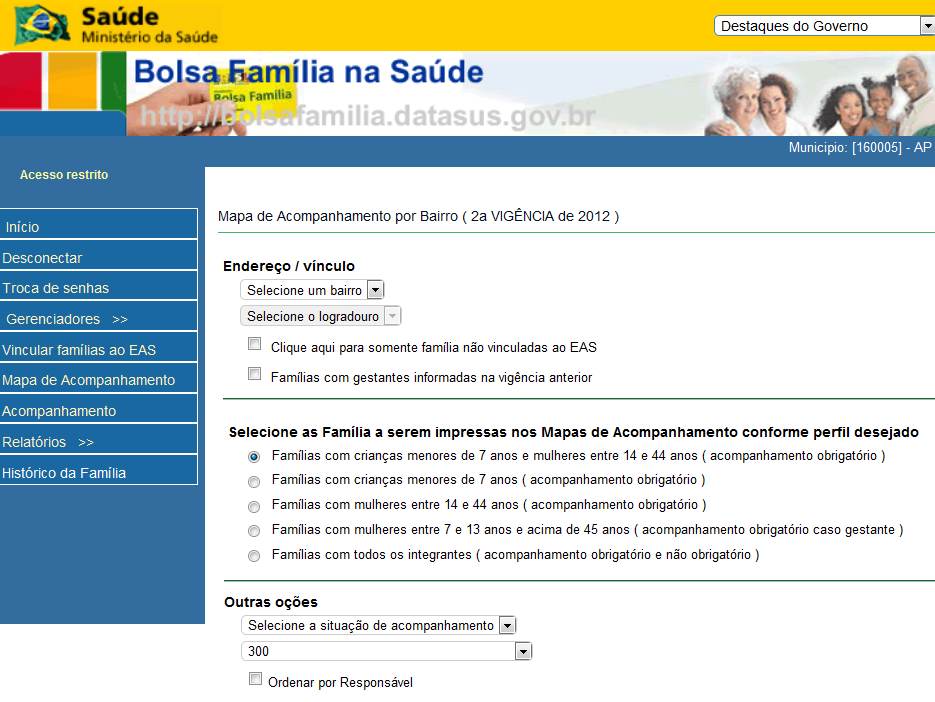 Saúde
Ministério da Saúde
Destaques do Governo
Bolsa Família na Saúde
Bolsa Família
http://bolsafamilia.datasus.gov.br
Municipio: [160005] - AP
Acesso restrito
Início
Desconectar
Troca de senhas
Gerenciadores >>
Vincular famílias ao EAS
Mapa de Acompanhamento
Acompanhamento
Relatórios >>
Histórico da Família
Mapa de Acompanhamento por Bairro ( 2a VIGÊNCIA de 2012 )
Endereço / vínculo
Selecione um bairro
Selecione o logradouro
Clique aqui para somente família não vinculadas ao EAS
Famílias com gestantes informadas na vigência anterior
Selecione as Família a serem impressas nos Mapas de Acompanhamento conforme perfil desejado
Famílias com crianças menores de 7 anos e mulheres entre 14 e 44 anos ( acompanhamento obrigatório )
Famílias com crianças menores de 7 anos ( acompanhamento obrigatório )
Famílias com mulheres entre 14 e 44 anos ( acompanhamento obrigatório )
Famílias com mulheres entre 7 e 13 anos e acima de 45 anos ( acompanhamento obrigatório caso gestante )
Famílias com todos os integrantes ( acompanhamento obrigatório e não obrigatório )
Outras oções
Selecione a situação de acompanhamento
300
Ordenar por Responsável